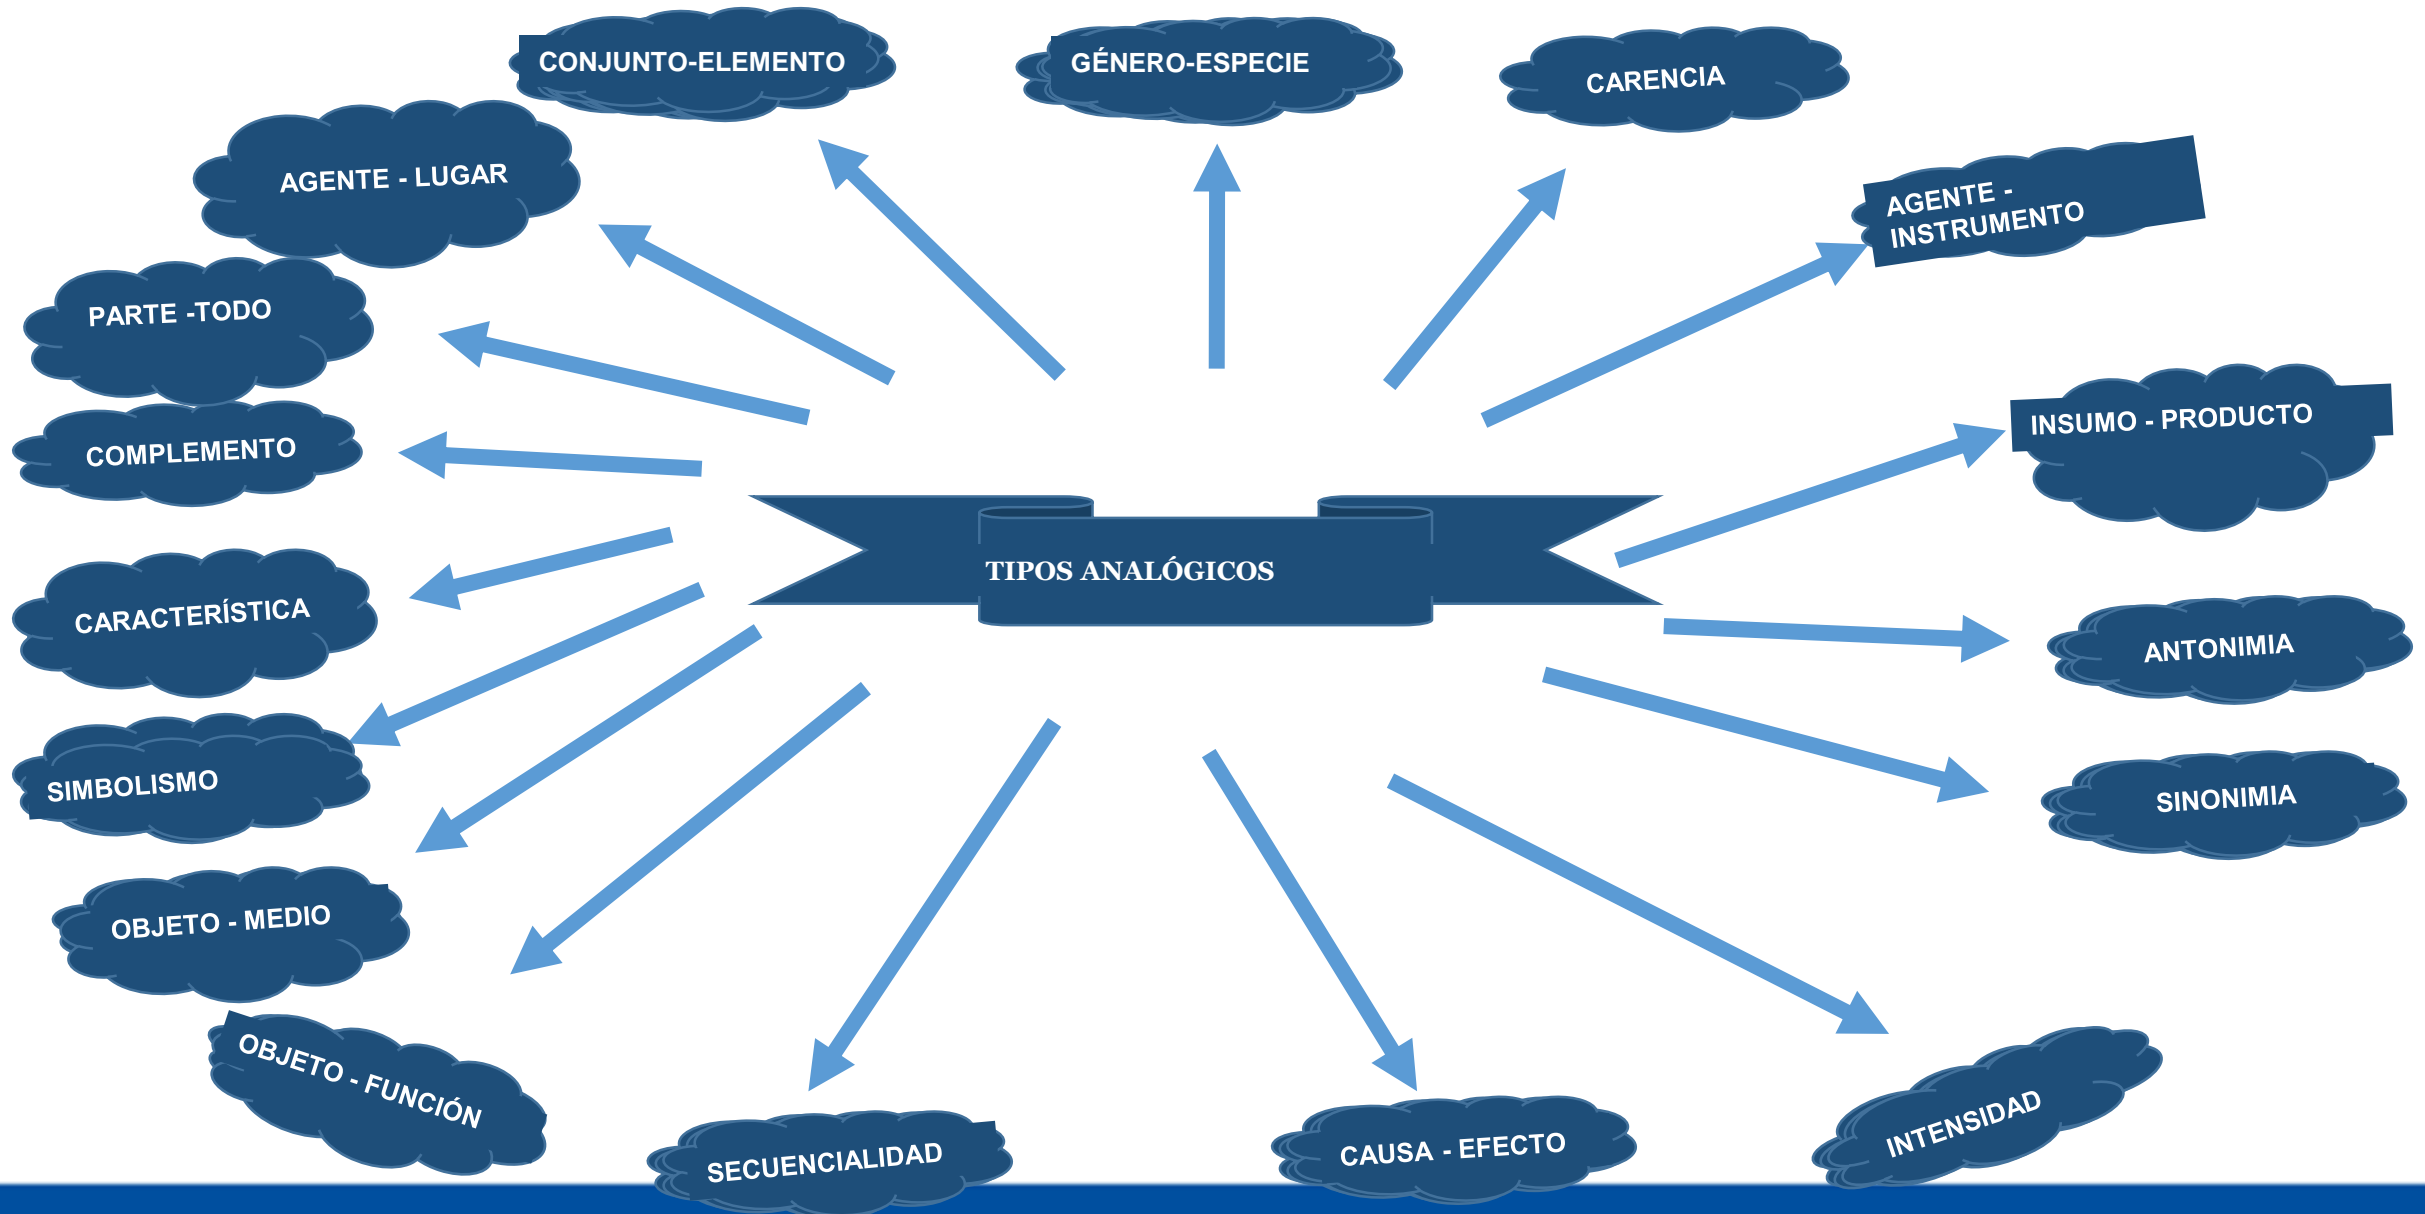 CONJUNTO-ELEMENTO
GÉNERO-ESPECIE
CARENCIA
AGENTE - LUGAR
AGENTE -
INSTRUMENTO
PARTE -TODO
INSUMO - PRODUCTO
COMPLEMENTO
TIPOS ANALÓGICOS
CARACTERÍSTICA
ANTONIMIA
SIMBOLISMO
SINONIMIA
OBJETO - MEDIO
OBJETO - FUNCIÓN
INTENSIDAD
SECUENCIALIDAD
CAUSA - EFECTO